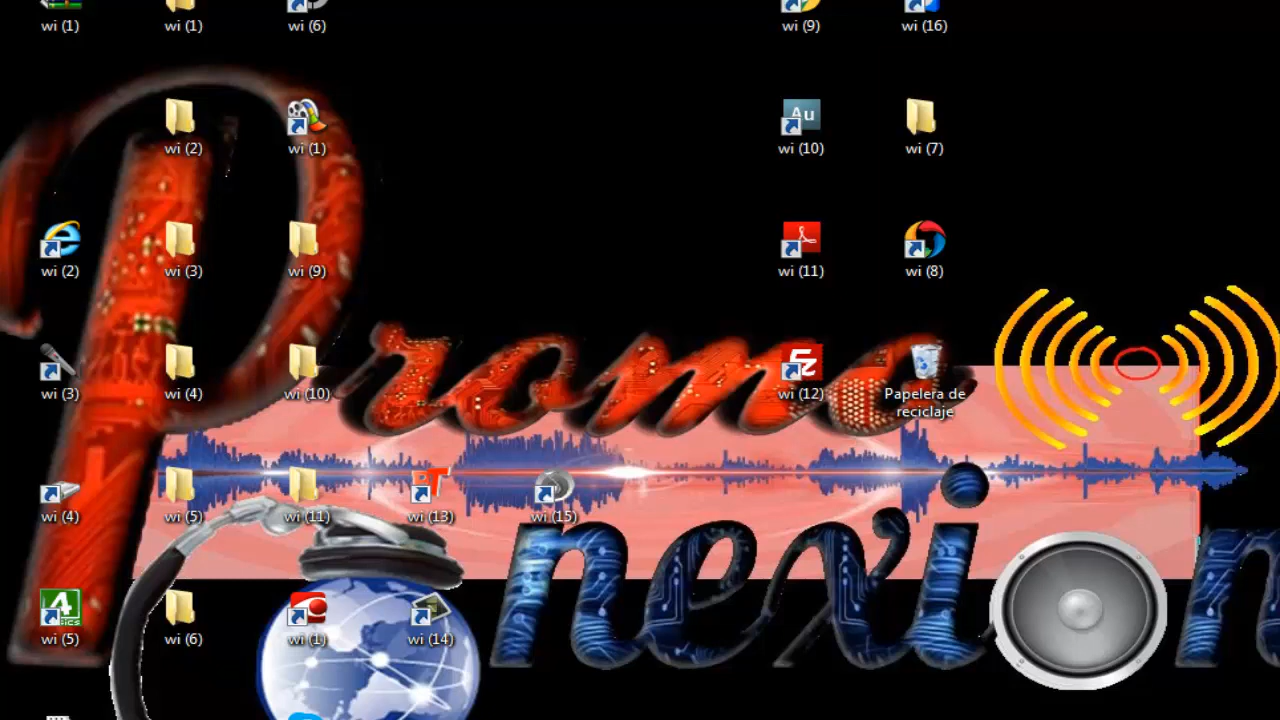 wi (1)
wi (1)
wi (6)
wi (9)
wi (16)
wi (2)
wi (1)
Au
wi (10)
wi (7)
wi (2)
wi (3)
wi (9)
wi (11)
wi (8)
wi (3)
wi (4)
wi (10)
wi (12)
Papelera de
reciclaje
Promo
wi (4)
wi (5)
wi (11)
wi (13)
wi (15)
Conexion
wi (5)
wi (6)
wi (1)
wi (14)